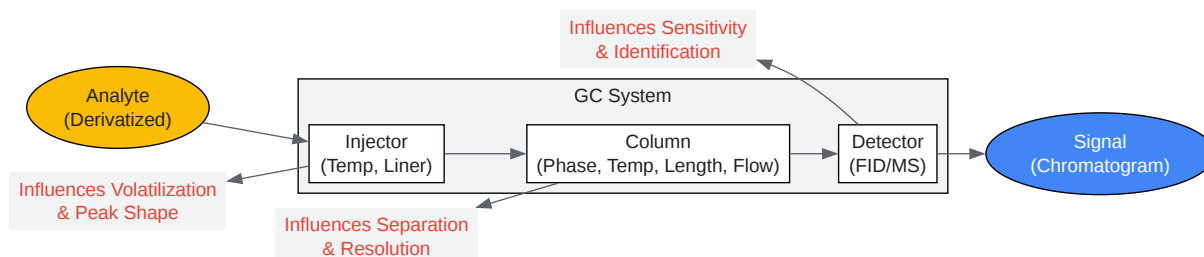 Influences Sensitivity
& Identification
GC System
Analyte
(Derivatized)
Injector
(Temp, Liner)
Column
(Phase, Temp, Length, Flow)
Detector
(FID/MS)
Signal
(Chromatogram)
Influences Volatilization
& Peak Shape
Influences Separation
& Resolution